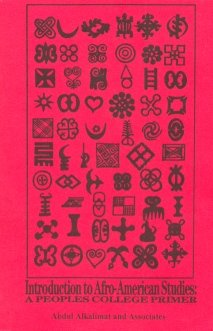 Introduction to Afro-American Studies:
A PEOPLES COLLEGE PRIMER
Abdul Alkalimat and Associates